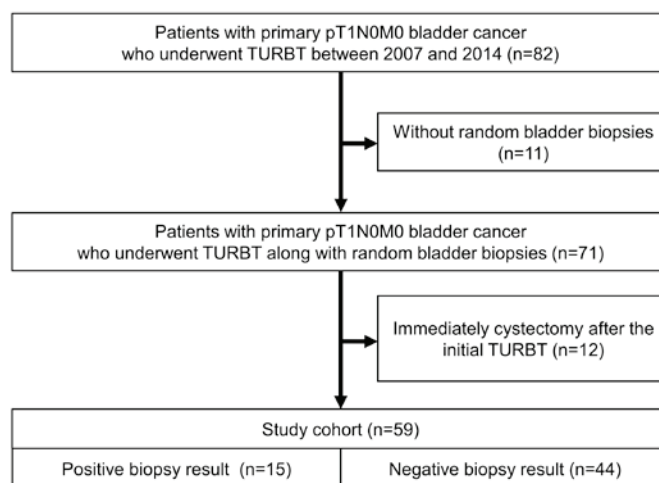 Patients with primary pT1N0M0 bladder cancer
who underwent TURBT between 2007 and 2014 (n=82)
Without random bladder biopsies
(n=11)
Patients with primary pT1N0M0 bladder cancer
who underwent TURBT along with random bladder biopsies (n=71)
Immediately cystectomy after the
initial TURBT (n=12)
Study cohort (n=59)
Positive biopsy result (n=15)
Negative biopsy result (n=44)